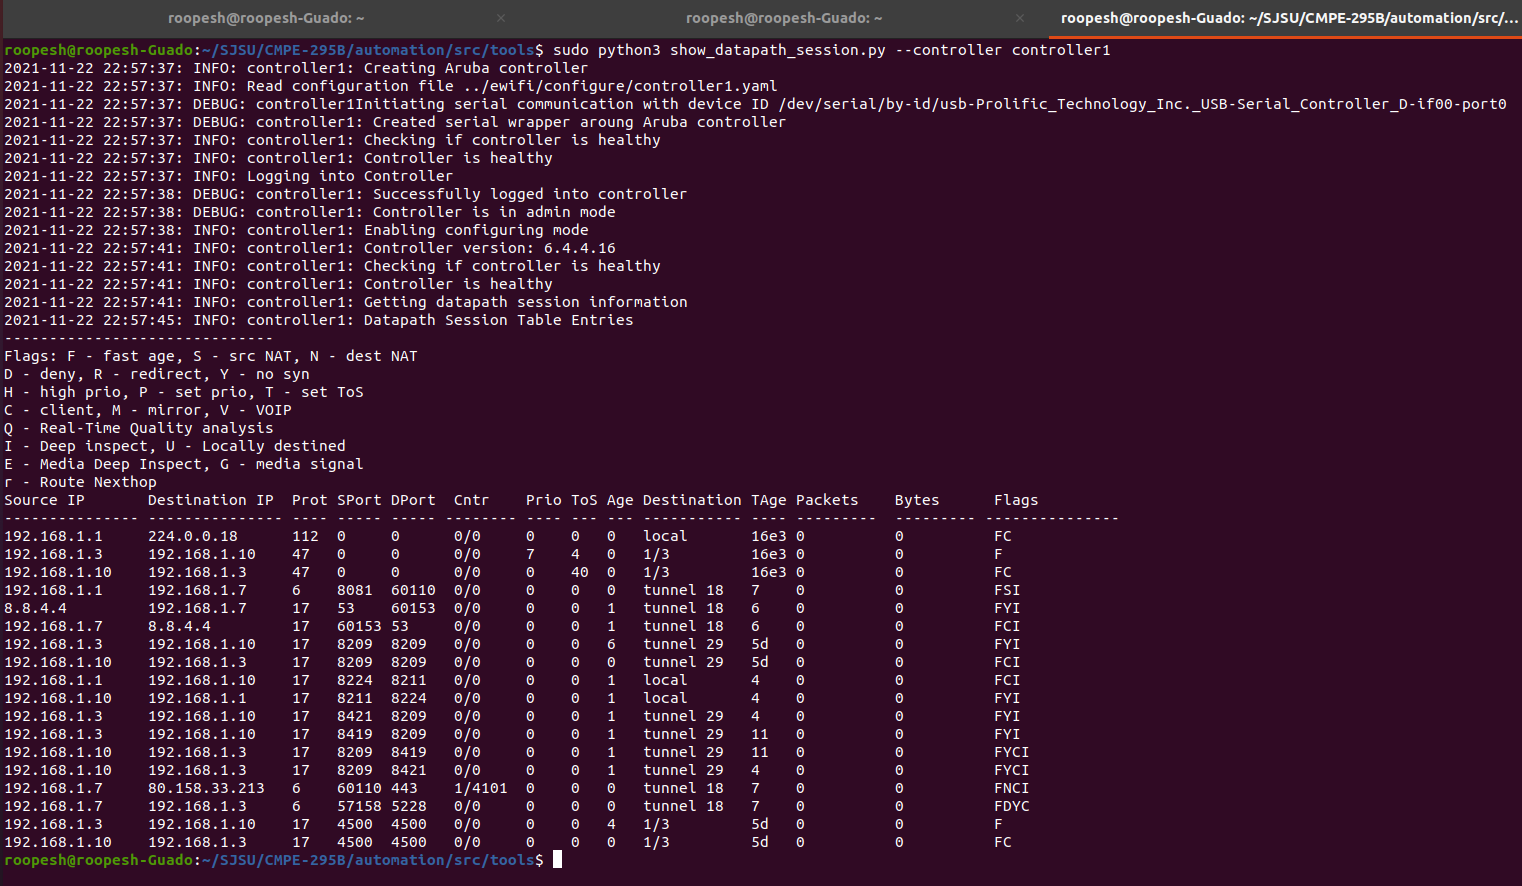 roopesh@roopesh-Guado: ~ × roopesh@roopesh-Guado: ~ × roopesh@roopesh-Guado: ~/SJSU/CMPE-295B/automation/src/...
roopesh@roopesh-Guado:~/SJSU/CMPE-295B/automation/src/tools$ sudo python3 show_datapath_session.py --controller controller1
2021-11-22 22:57:37: INFO: controller1: Creating Aruba controller
2021-11-22 22:57:37: INFO: Read configuration file ../ewifi/configure/controller1.yaml
2021-11-22 22:57:37: DEBUG: controller1Initiating serial communication with device ID /dev/serial/by-id/usb-Prolific_Technology_Inc._USB-Serial_Controller_D-if00-port0
2021-11-22 22:57:37: DEBUG: controller1: Created serial wrapper aroung Aruba controller
2021-11-22 22:57:37: INFO: controller1: Checking if controller is healthy
2021-11-22 22:57:37: INFO: controller1: Controller is healthy
2021-11-22 22:57:37: INFO: Logging into Controller
2021-11-22 22:57:38: DEBUG: controller1: Successfully logged into controller
2021-11-22 22:57:38: DEBUG: controller1: Controller is in admin mode
2021-11-22 22:57:38: INFO: controller1: Enabling configuring mode
2021-11-22 22:57:41: INFO: controller1: Controller version: 6.4.4.16
2021-11-22 22:57:41: INFO: controller1: Checking if controller is healthy
2021-11-22 22:57:41: INFO: controller1: Controller is healthy
2021-11-22 22:57:41: INFO: controller1: Getting datapath session information
2021-11-22 22:57:45: INFO: controller1: Datapath Session Table Entries
------------------------------
Flags: F - fast age, S - src NAT, N - dest NAT
D - deny, R - redirect, Y - no syn
H - high prio, P - set prio, T - set ToS
C - client, M - mirror, V - VOIP
Q - Real-Time Quality analysis
I - Deep inspect, U - Locally destined
E - Media Deep Inspect, G - media signal
r - Route Nexthop
Source IP       Destination IP  Prot SPort DPort  Cntr    Prio ToS Age Destination TAge Packets    Bytes      Flags
--------------- --------------- ---- ----- ----- -------- ---- --- --- ----------- ---- ---------  --------- ---------------
192.168.1.1     224.0.0.18      112  0     0      0/0     0    0   0   local       16e3 0          0          FC
192.168.1.3     192.168.1.10    47   0     0      0/0     7    4   0   1/3         16e3 0          0          F
192.168.1.10    192.168.1.3     47   0     0      0/0     0    40  0   1/3         16e3 0          0          FC
192.168.1.1     192.168.1.7     6    8081  60110  0/0     0    0   0   tunnel 18   7    0          0          FSI
8.8.4.4         192.168.1.7     17   53    60153  0/0     0    0   1   tunnel 18   6    0          0          FYI
192.168.1.7     8.8.4.4         17   60153 53     0/0     0    0   1   tunnel 18   6    0          0          FCI
192.168.1.3     192.168.1.10    17   8209  8209   0/0     0    0   6   tunnel 29   5d   0          0          FYI
192.168.1.10    192.168.1.3     17   8209  8209   0/0     0    0   0   tunnel 29   5d   0          0          FCI
192.168.1.1     192.168.1.10    17   8224  8211   0/0     0    0   1   local       4    0          0          FCI
192.168.1.10    192.168.1.1     17   8211  8224   0/0     0    0   1   local       4    0          0          FYI
192.168.1.3     192.168.1.10    17   8421  8209   0/0     0    0   1   tunnel 29   4    0          0          FYI
192.168.1.3     192.168.1.10    17   8419  8209   0/0     0    0   1   tunnel 29   11   0          0          FYI
192.168.1.10    192.168.1.3     17   8209  8419   0/0     0    0   1   tunnel 29   11   0          0          FYCI
192.168.1.10    192.168.1.3     17   8209  8421   0/0     0    0   1   tunnel 29   4    0          0          FYCI
192.168.1.7     80.158.33.213   6    60110 443    1/4101  0    0   0   tunnel 18   7    0          0          FNCI
192.168.1.7     192.168.1.3     6    57158 5228   0/0     0    0   0   tunnel 18   7    0          0          FDYC
192.168.1.3     192.168.1.10    17   4500  4500   0/0     0    0   4   1/3         5d   0          0          F
192.168.1.10    192.168.1.3     17   4500  4500   0/0     0    0   0   1/3         5d   0          0          FC
roopesh@roopesh-Guado:~/SJSU/CMPE-295B/automation/src/tools$